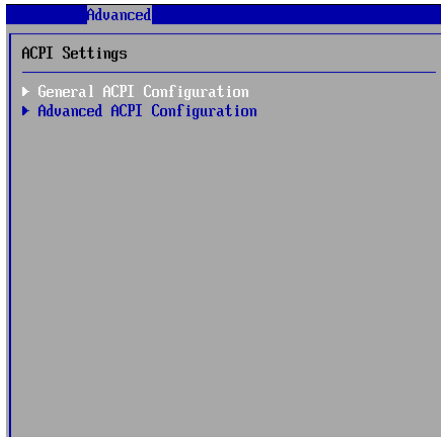 Advanced
ACPI Settings
▶ General ACPI Configuration
▶ Advanced ACPI Configuration